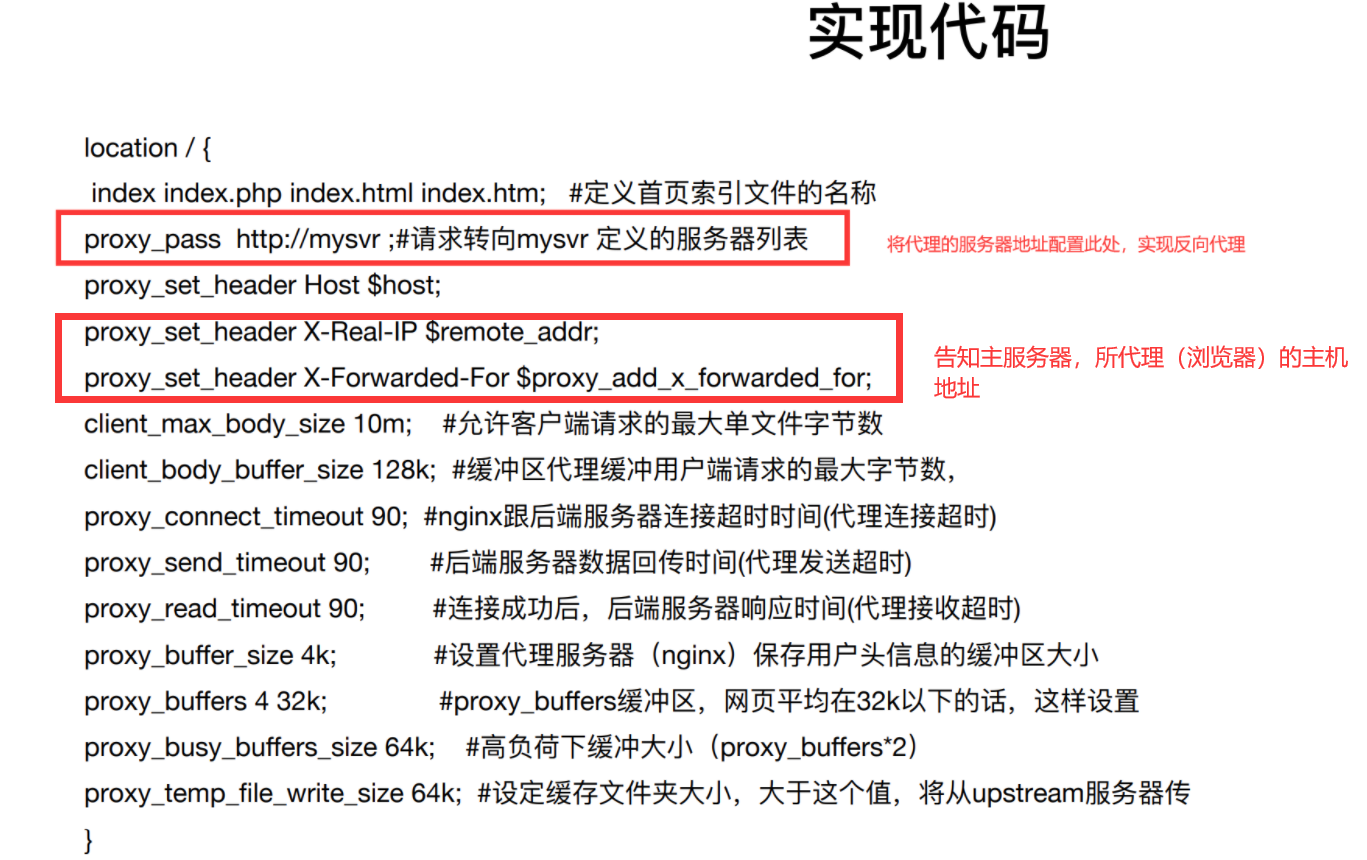 实现代码
location / {
index index.php index.html index.htm; #定义首页索引文件的名称
proxy_pass http://mysvr ;#请求转向mysvr 定义的服务器列表
将代理的服务器地址配置此处，实现反向代理
proxy_set_header Host $host;
proxy_set_header X-Real-IP $remote_addr;
proxy_set_header X-Forwarded-For $proxy_add_x_forwarded_for;
告知主服务器，所代理（浏览器）的主机
地址
client_max_body_size 10m; #允许客户端请求的最大单文件字节数
client_body_buffer_size 128k; #缓冲区代理缓冲用户端请求的最大字节数，
proxy_connect_timeout 90; #nginx跟后端服务器连接超时时间(代理连接超时)
proxy_send_timeout 90; #后端服务器数据回传时间(代理发送超时)
proxy_read_timeout 90; #连接成功后，后端服务器响应时间(代理接收超时)
proxy_buffer_size 4k; #设置代理服务器（nginx）保存用户头信息的缓冲区大小
proxy_buffers 4 32k; #proxy_buffers缓冲区，网页平均在32k以下的话，这样设置
proxy_busy_buffers_size 64k; #高负荷下缓冲大小（proxy_buffers*2）
proxy_temp_file_write_size 64k; #设定缓存文件夹大小，大于这个值，将从upstream服务器传
}